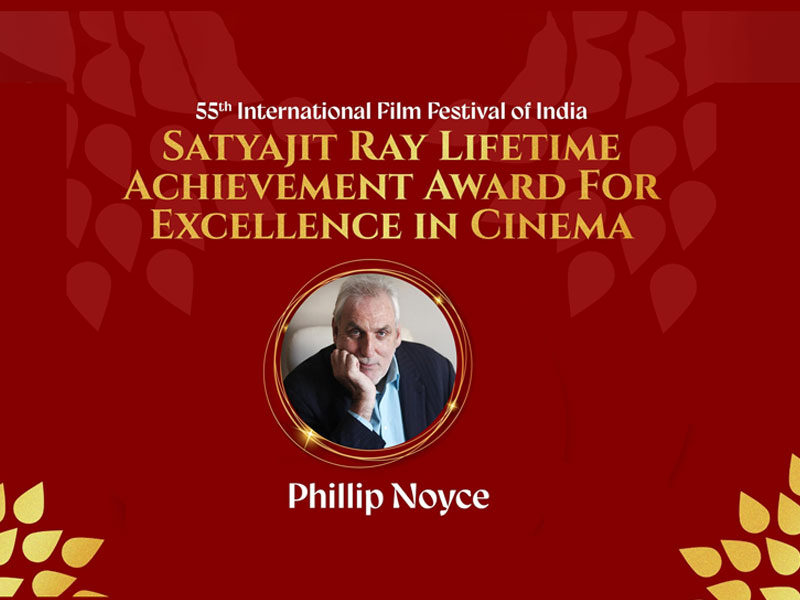 55th International Film Festival of India
Satyajit Ray Lifetime
Achievement Award For
Excellence in Cinema
Phillip Noyce